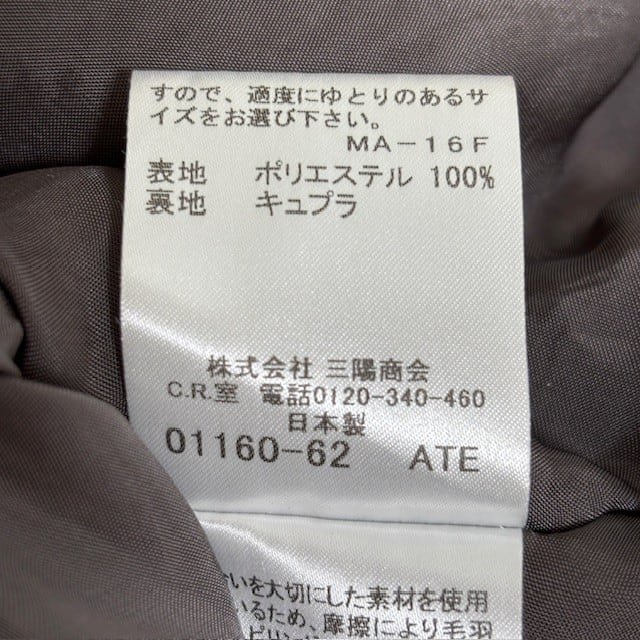 すので、適度にゆとりのあるサ
イズをお選び下さい。
MA-16F
表地 ポリエステル 100%
裏地 キュプラ
株式会社 三陽商会
C.R.室 電話0120-340-460
日本製
01160-62 ATE
いを大切にした素材を使用
いるため、摩擦により毛羽